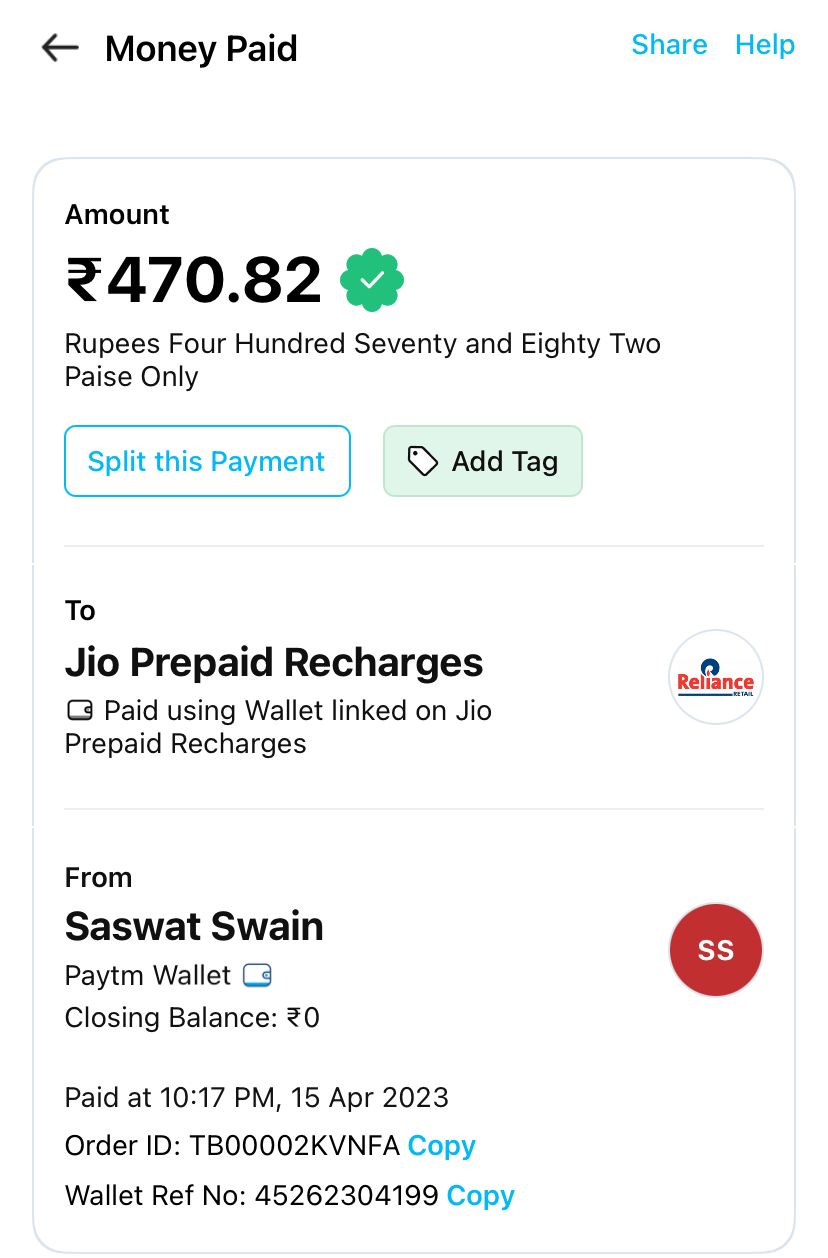 Money Paid
Share Help
Amount
₹470.82
Rupees Four Hundred Seventy and Eighty Two
Paise Only
Split this Payment
Add Tag
To
Jio Prepaid Recharges
Paid using Wallet linked on Jio
Prepaid Recharges
Reliance
RETAIL
From
Saswat Swain
SS
Paytm Wallet
Closing Balance: ₹0
Paid at 10:17 PM, 15 Apr 2023
Order ID: TB00002KVNFA Copy
Wallet Ref No: 45262304199 Copy